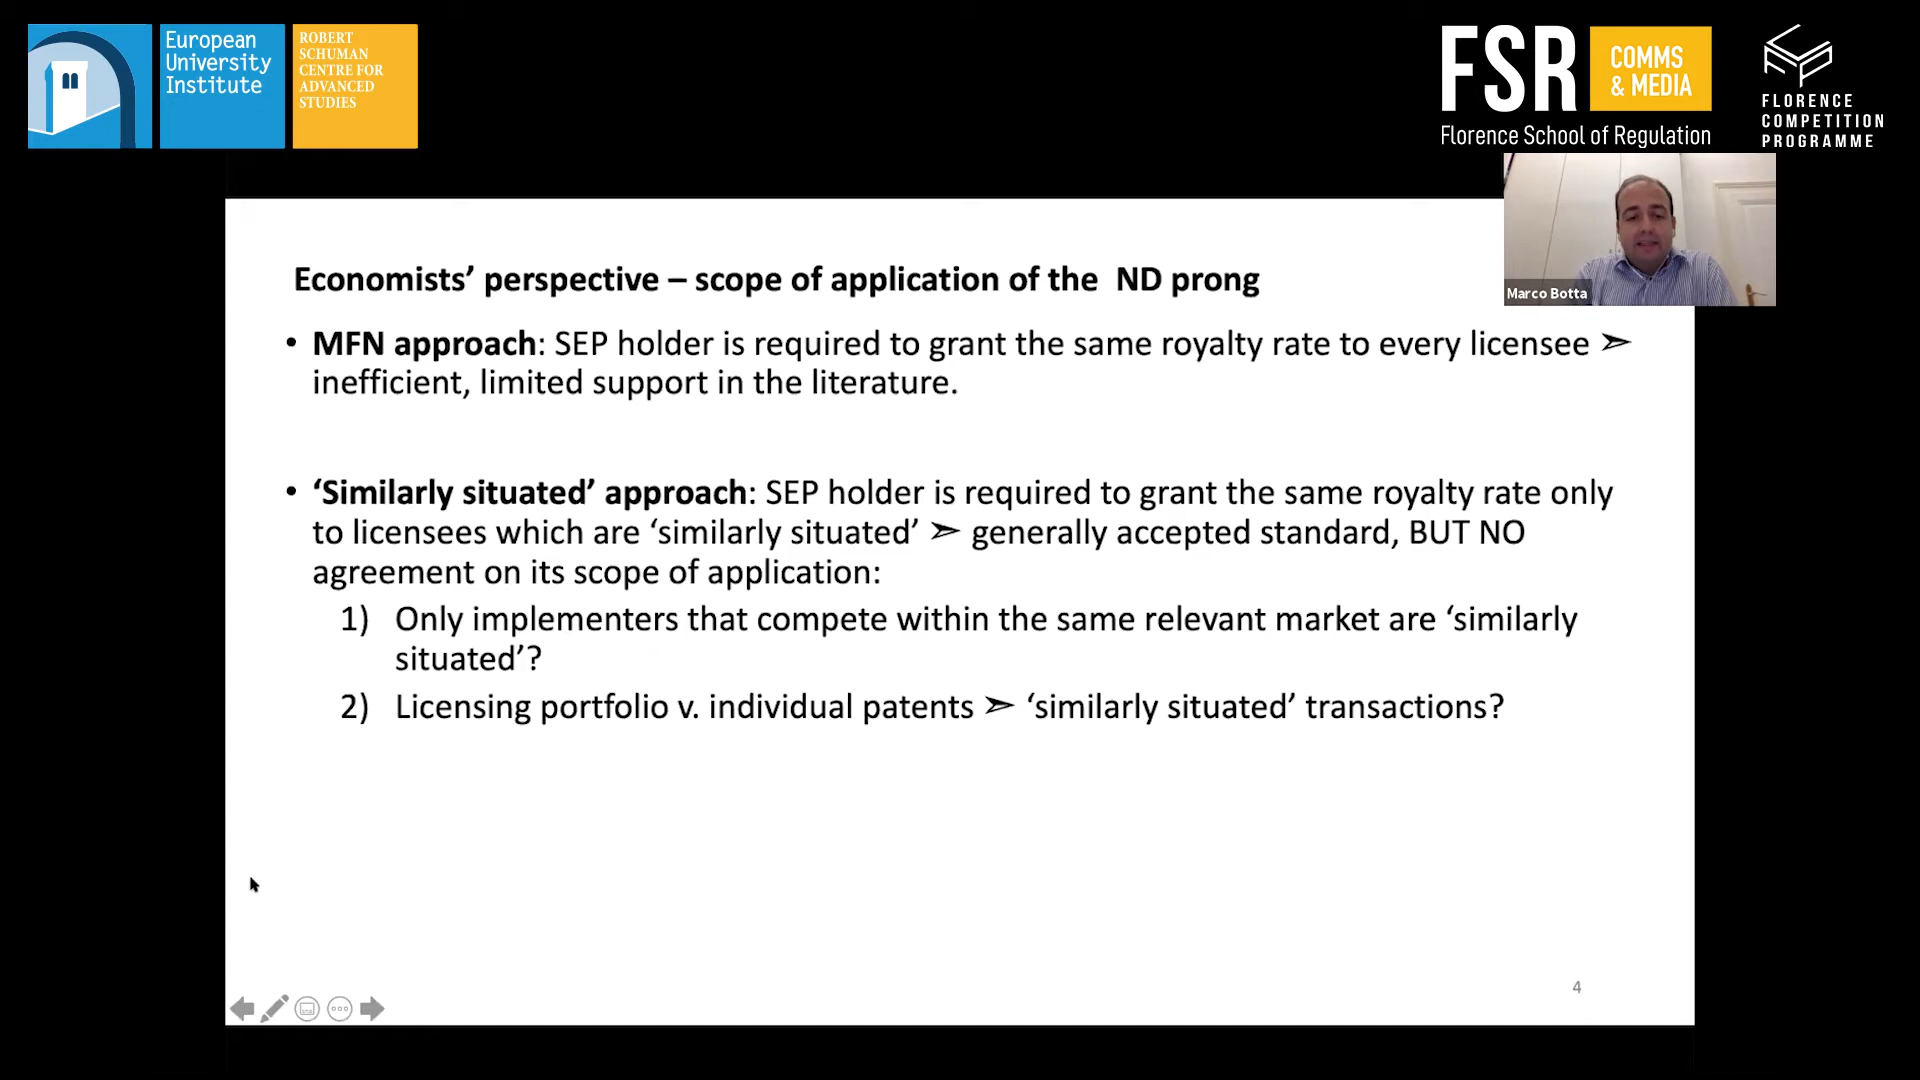 European
University
Institute
ROBERT
SCHUMAN
CENTRE FOR
ADVANCED
STUDIES
FSR
COMMS
& MEDIA
Florence School of Regulation
FLORENCE
COMPETITION
PROGRAMME
Marco Botta
Economists’ perspective – scope of application of the ND prong
• MFN approach: SEP holder is required to grant the same royalty rate to every licensee ➣
inefficient, limited support in the literature.
• ‘Similarly situated’ approach: SEP holder is required to grant the same royalty rate only
to licensees which are ‘similarly situated’ ➣ generally accepted standard, BUT NO
agreement on its scope of application:
1) Only implementers that compete within the same relevant market are ‘similarly
situated’?
2) Licensing portfolio v. individual patents ➣ ‘similarly situated’ transactions?
4